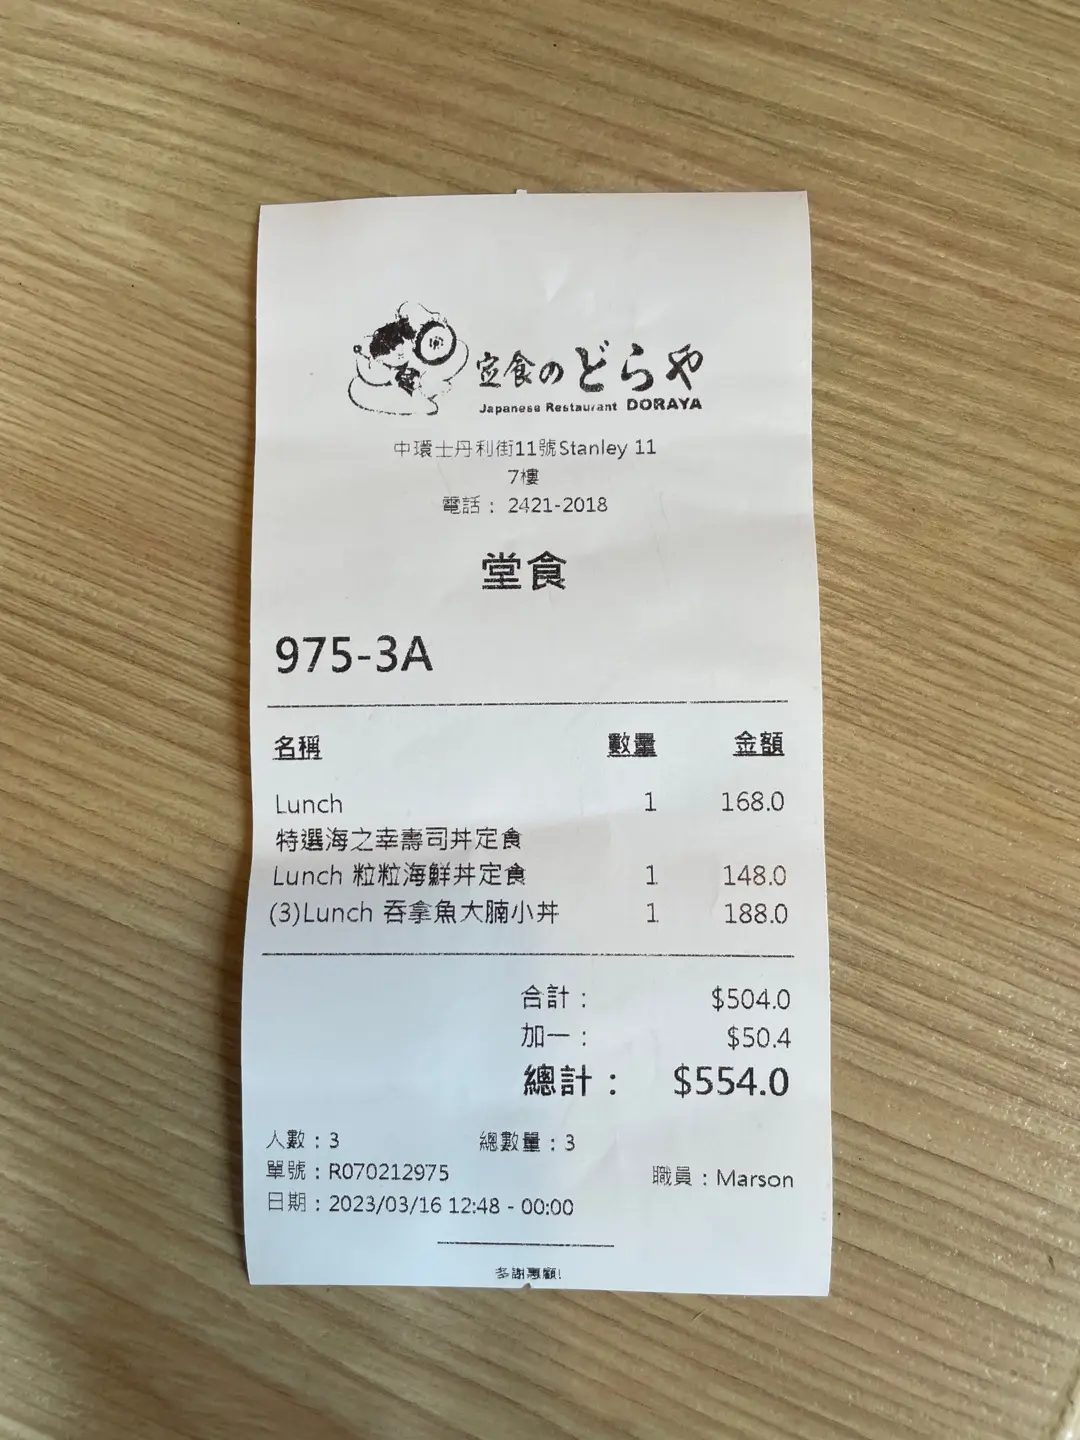 定食のどらや
Japanese Restaurant DORAYA
中環士丹利街11號Stanley 11
7樓
電話： 2421-2018
堂食
975-3A
名稱 數量 金額
Lunch 1 168.0
特選海之幸壽司丼定食
Lunch 粒粒海鮮丼定食 1 148.0
(3)Lunch 吞拿魚大腩小丼 1 188.0
合計： $504.0
加一： $50.4
總計： $554.0
人數：3 總數量：3
單號：R070212975 職員：Marson
日期：2023/03/16 12:48 - 00:00
多謝惠顧!